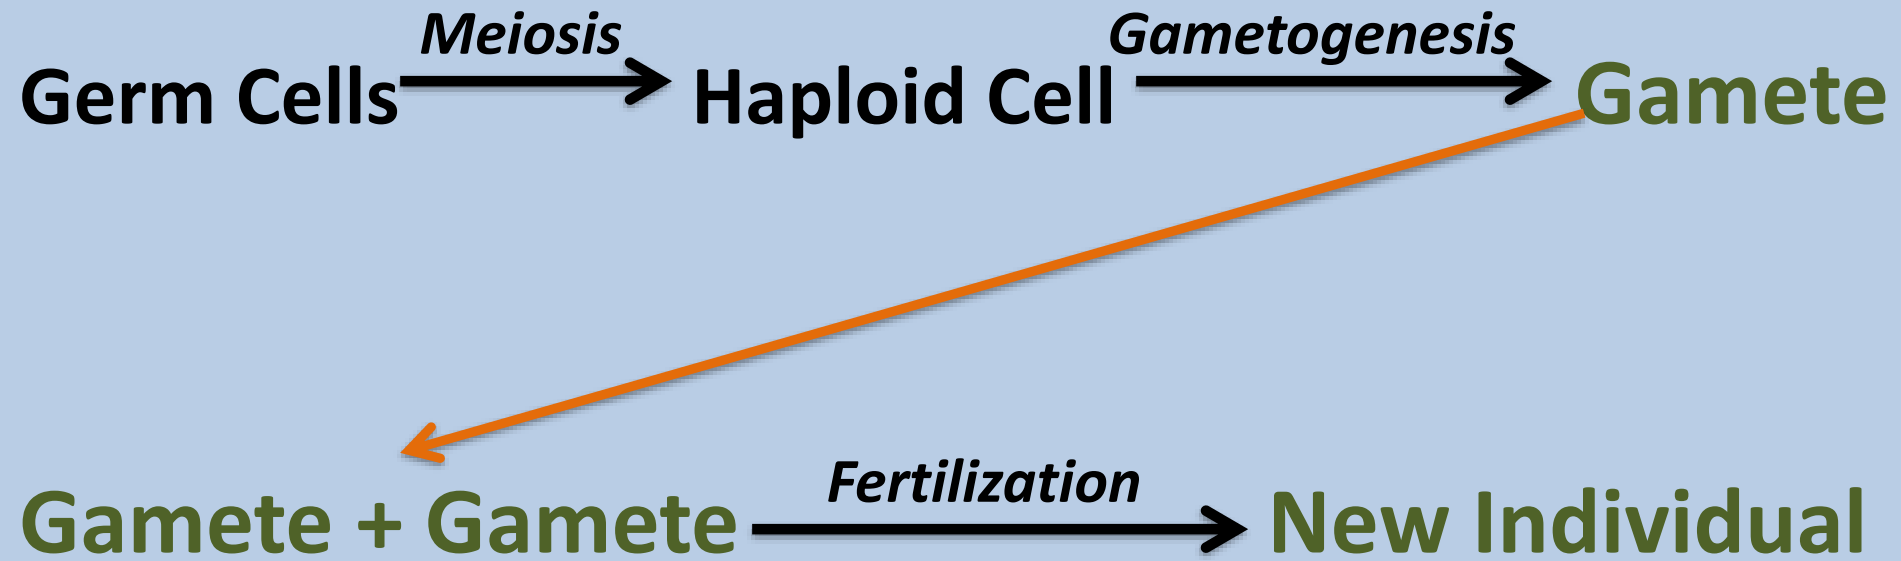 Meiosis Gametogenesis
Germ Cells Haploid Cell Gamete
Fertilization
Gamete + Gamete New Individual